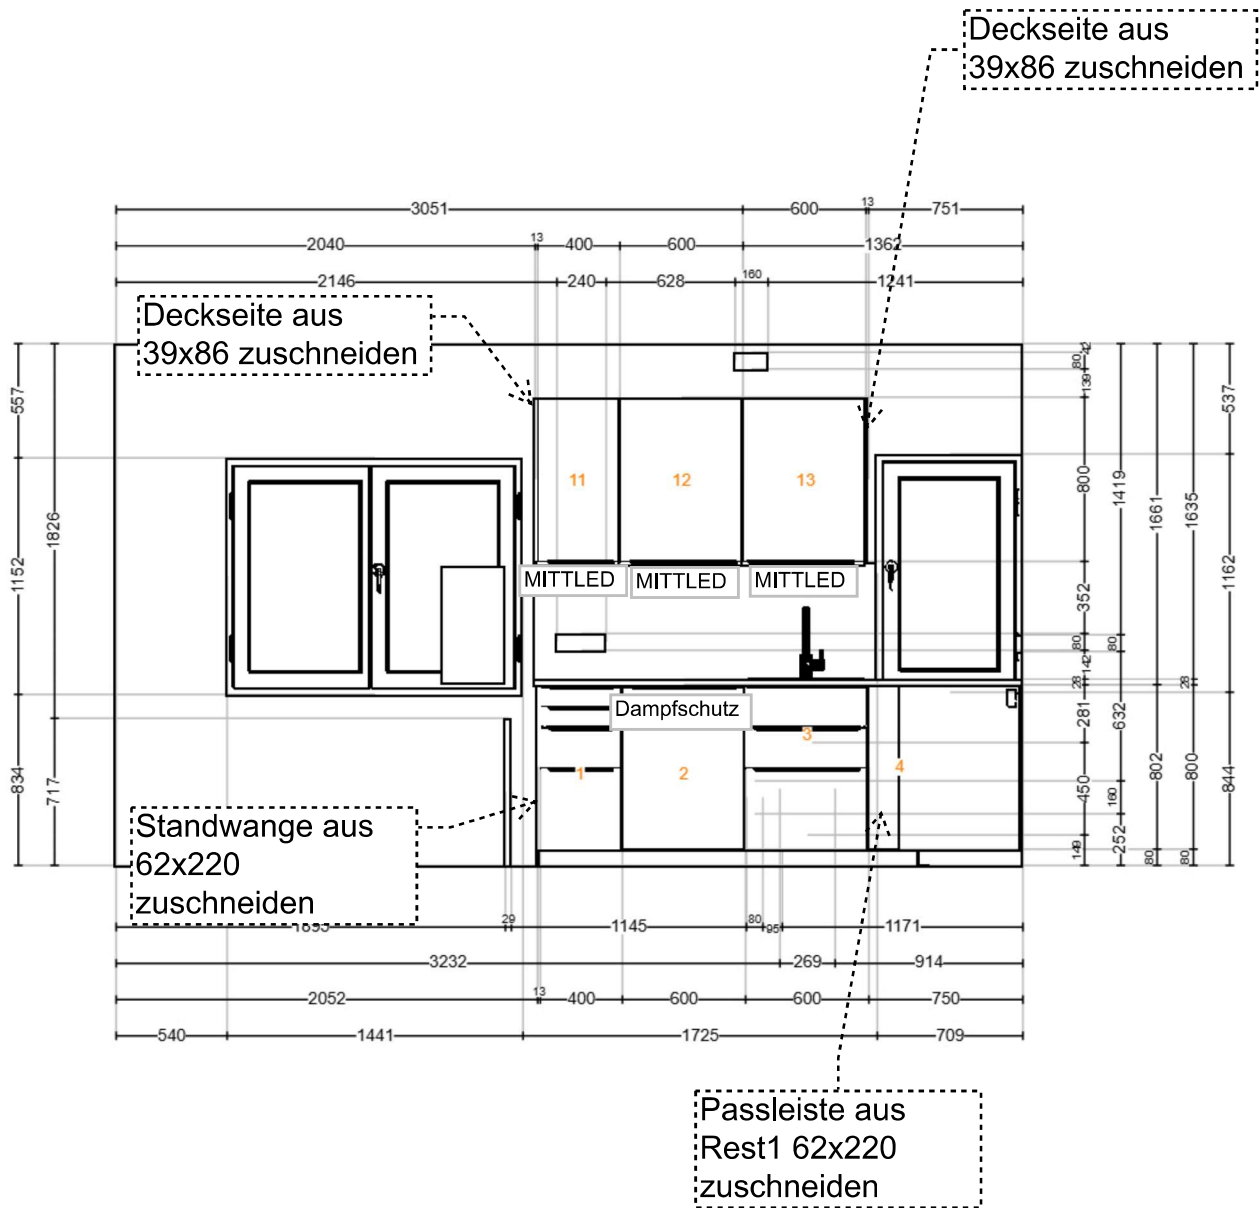 Deckseite aus
39x86 zuschneiden
3051 600 13 751
2040 13 400 600 1362
2146 240 628 160 1241
Deckseite aus
39x86 zuschneiden
557
1152
834
1826
717
11 12 13
MITTLED MITTLED MITTLED
Dampfschutz
1 2 3 4
42
80
139
800
352
80
142
28
281
450
149
1419
80
632
160
252
1661
802
80
1635
28
800
80
537
1162
844
Standwange aus
62x220
zuschneiden
29 1145 80 95 1171
3232 269 914
2052 13 400 600 600 750
540 1441 1725 709
Passleiste aus
Rest1 62x220
zuschneiden